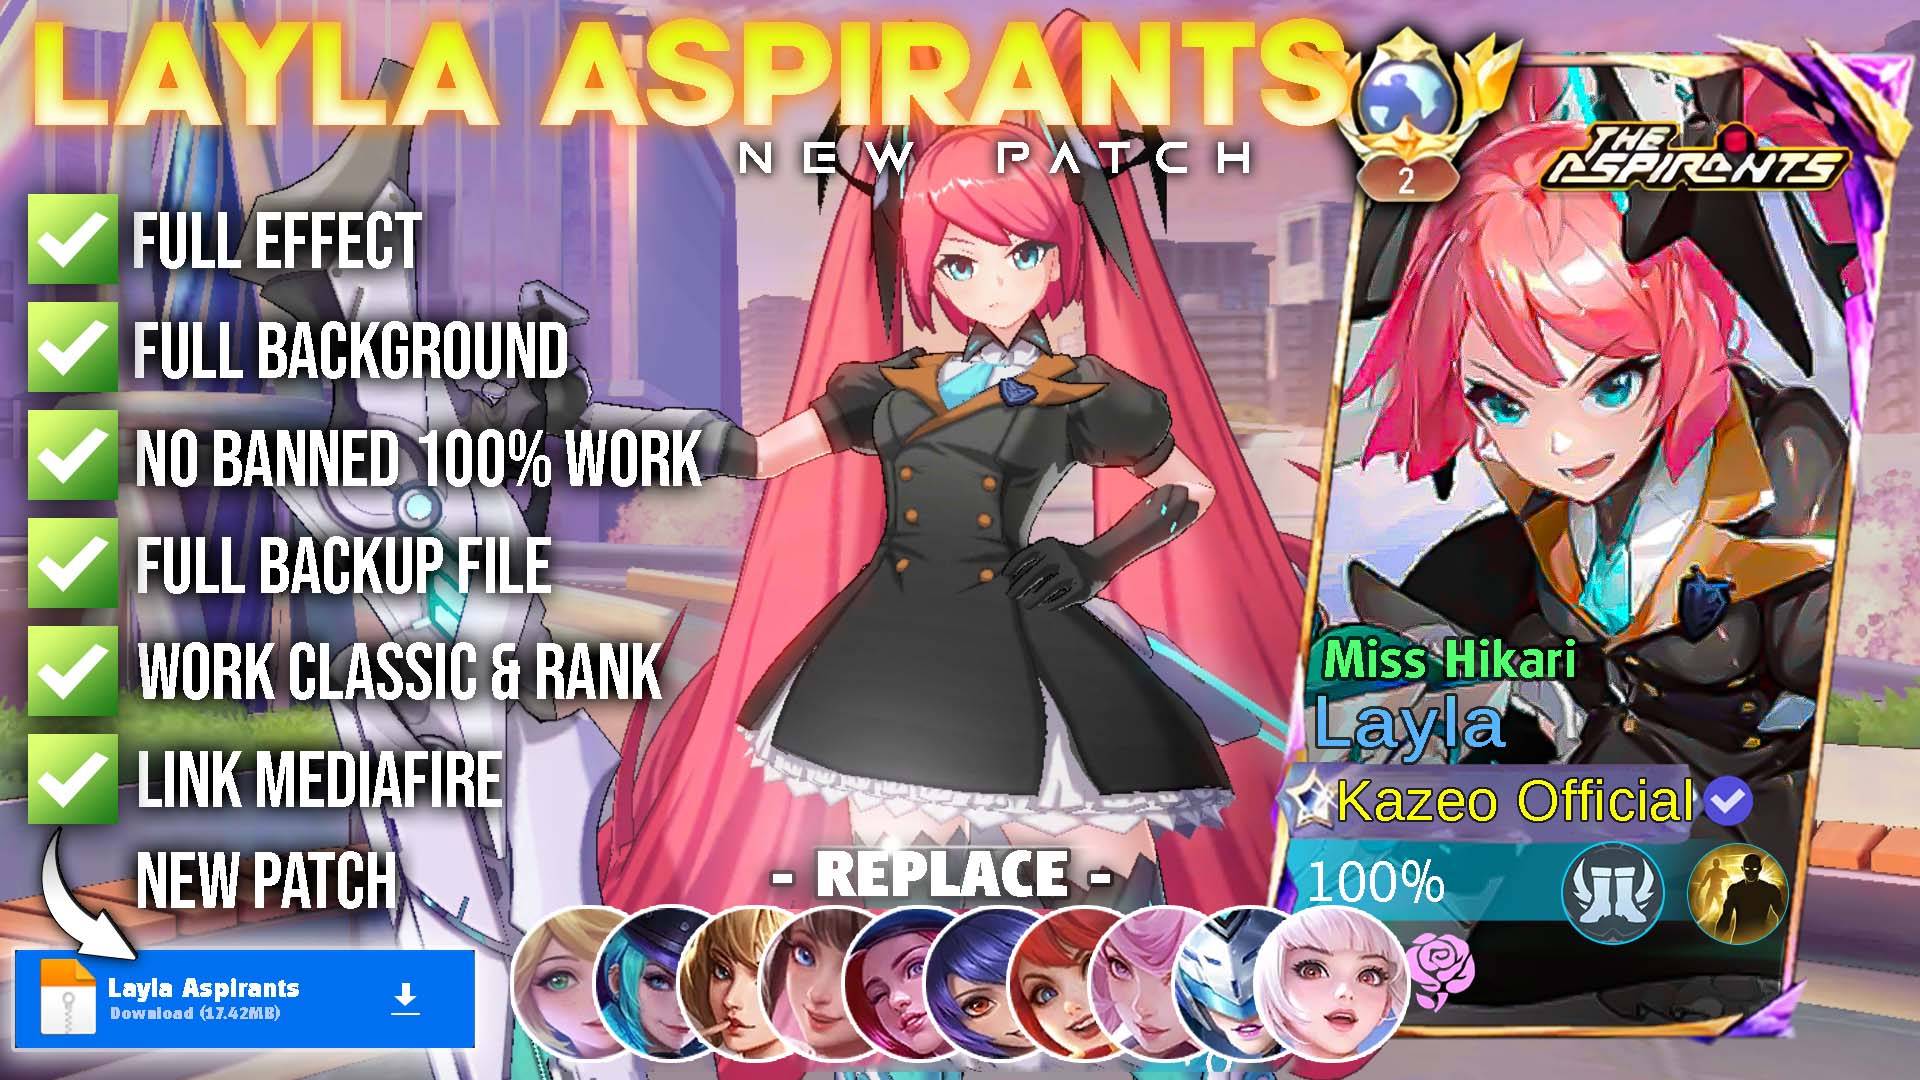 LAYLA ASPIRANTS
NEW PATCH
2
THE
ASPIRANTS
FULL EFFECT
FULL BACKGROUND
NO BANNED 100% WORK
FULL BACKUP FILE
WORK CLASSIC & RANK
LINK MEDIAFIRE
NEW PATCH
Layla Aspirants
Download (17.42MB)
- REPLACE -
Miss Hikari
Layla
Kazeo Official
100%